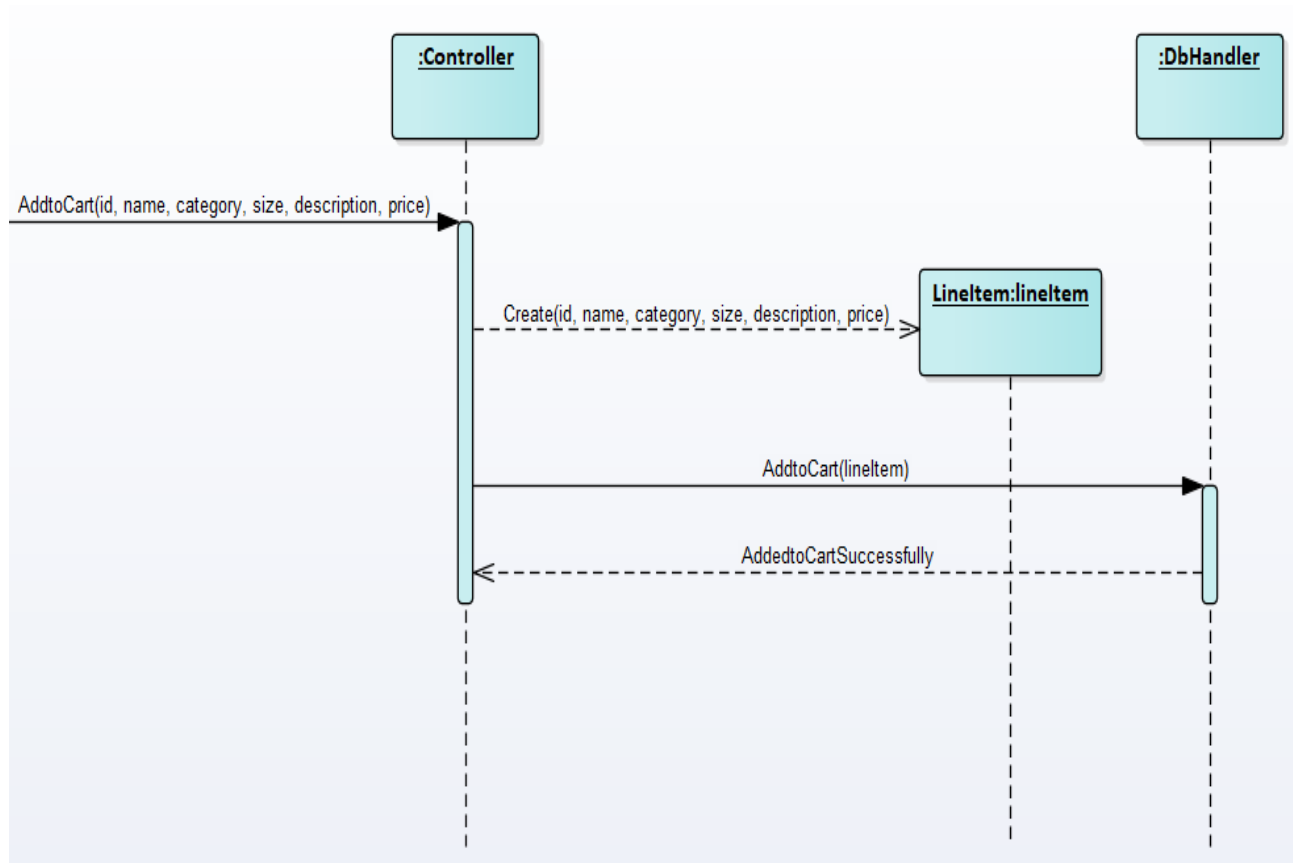 :Controller
:DbHandler
AddtoCart(id, name, category, size, description, price)
LineItem:lineItem
Create(id, name, category, size, description, price)
AddtoCart(lineItem)
AddedtoCartSuccessfully